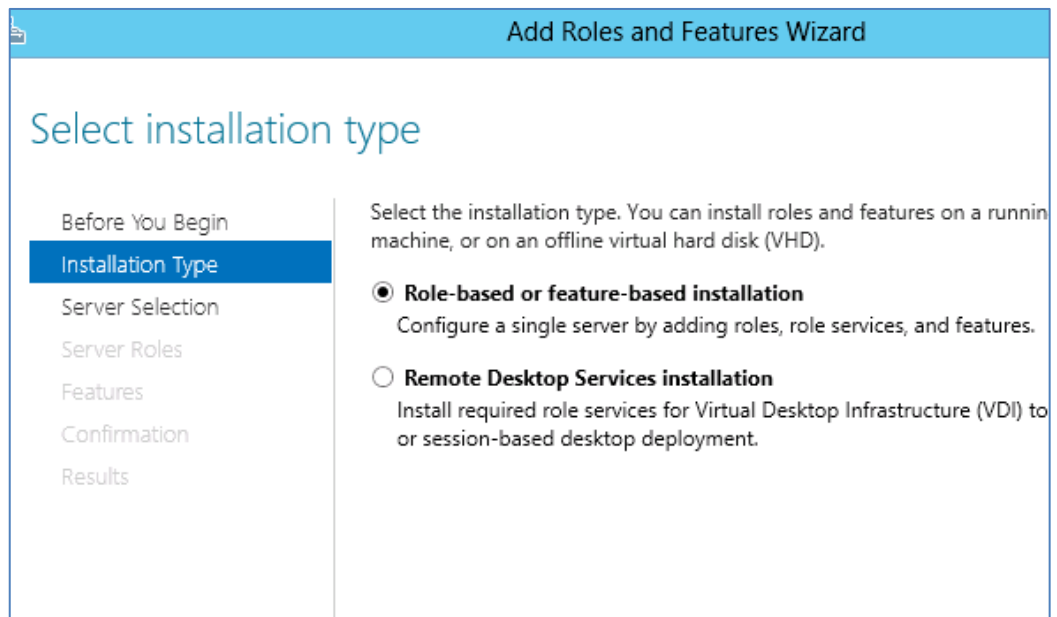 Add Roles and Features Wizard
Select installation type
Before You Begin
Installation Type
Server Selection
Server Roles
Features
Confirmation
Results
Select the installation type. You can install roles and features on a runnin
machine, or on an offline virtual hard disk (VHD).
Role-based or feature-based installation
Configure a single server by adding roles, role services, and features.
Remote Desktop Services installation
Install required role services for Virtual Desktop Infrastructure (VDI) to
or session-based desktop deployment.